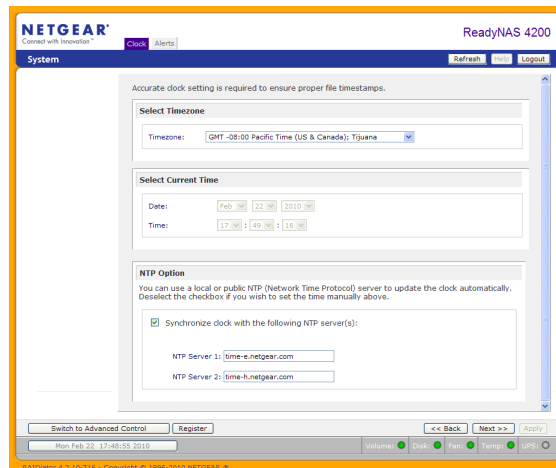 NETGEAR®
Connect with Innovation™
ReadyNAS 4200
Clock Alerts
System
Refresh Help Logout
Accurate clock setting is required to ensure proper file timestamps.
Select Timezone
Timezone: GMT -08:00 Pacific Time (US & Canada); Tijuana
Select Current Time
Date: Feb 22 2010
Time: 17 : 49 : 16
NTP Option
You can use a local or public NTP (Network Time Protocol) server to update the clock automatically.
Deselect the checkbox if you wish to set the time manually above.
Synchronize clock with the following NTP server(s):
NTP Server 1: time-e.netgear.com
NTP Server 2: time-h.netgear.com
Switch to Advanced Control Register << Back Next >> Apply
Mon Feb 22 17:48:55 2010 Volume: Disk: Fan: Temp: UPS:
RAIDiator 4.2.10-T16 - Copyright © 1996-2010 NETGEAR ®